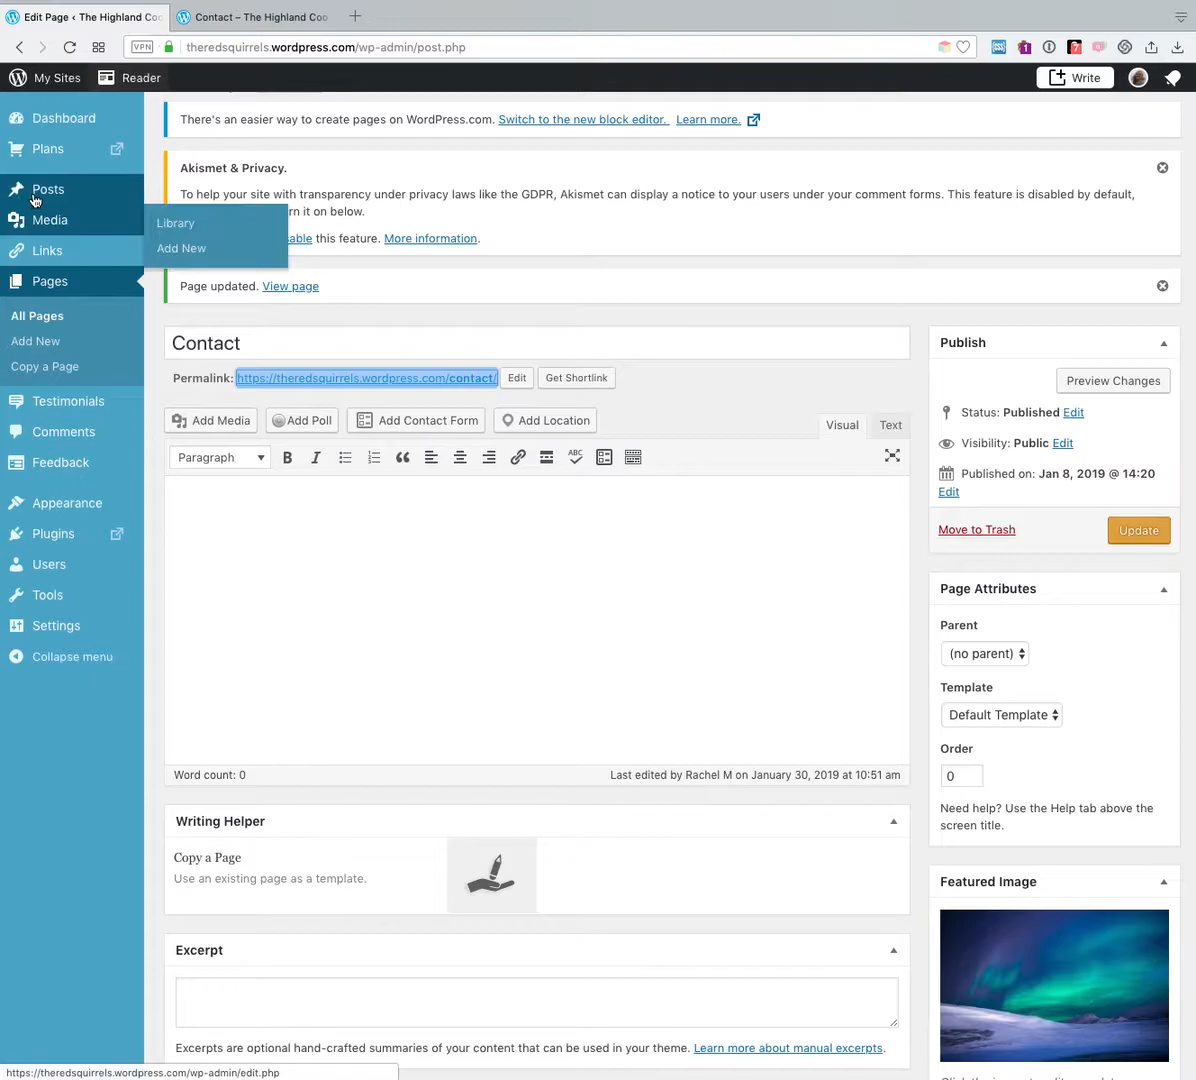 Edit Page ‹ The Highland Coo
Contact – The Highland Coo
VPN
theredsquirrels.wordpress.com/wp-admin/post.php
My Sites
Reader
Write
Dashboard
Plans
Posts
Media
Links
Pages
All Pages
Add New
Copy a Page
Testimonials
Comments
Feedback
Appearance
Plugins
Users
Tools
Settings
Collapse menu
Library
Add New
There's an easier way to create pages on WordPress.com. Switch to the new block editor. Learn more.
Akismet & Privacy.
To help your site with transparency under privacy laws like the GDPR, Akismet can display a notice to your users under your comment forms. This feature is disabled by default,
rn it on below.
sable this feature. More information.
Page updated. View page
Contact
Permalink: https://theredsquirrels.wordpress.com/contact/ Edit Get Shortlink
Add Media Add Poll Add Contact Form Add Location
Visual Text
Paragraph
B I ABC
Word count: 0
Last edited by Rachel M on January 30, 2019 at 10:51 am
Writing Helper
Copy a Page
Use an existing page as a template.
Excerpt
Excerpts are optional hand-crafted summaries of your content that can be used in your theme. Learn more about manual excerpts.
Publish
Preview Changes
Status: Published Edit
Visibility: Public Edit
Published on: Jan 8, 2019 @ 14:20
Edit
Move to Trash
Update
Page Attributes
Parent
(no parent)
Template
Default Template
Order
0
Need help? Use the Help tab above the
screen title.
Featured Image
https://theredsquirrels.wordpress.com/wp-admin/edit.php